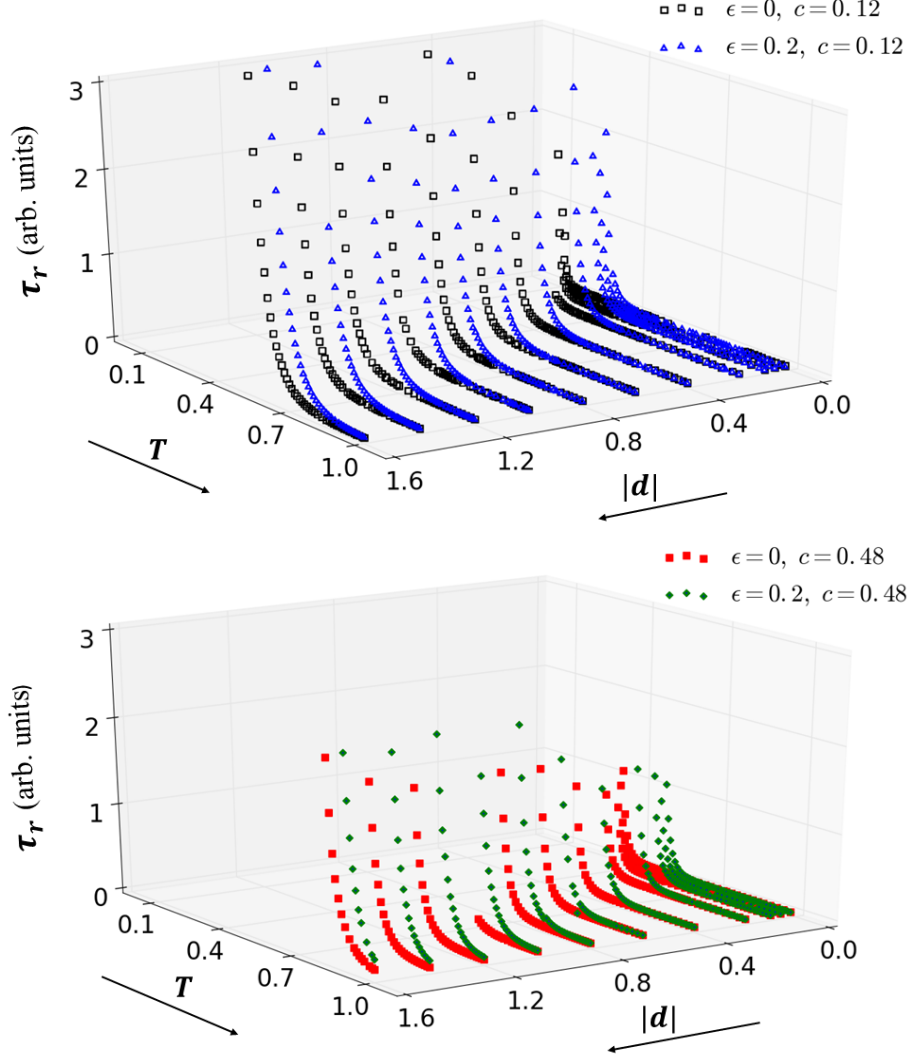 ϵ=0, c=0.12
ϵ=0.2, c=0.12
3
2
1
0
τr (arb. units)
0.1
0.4
0.7
1.0
T
1.6
1.2
0.8
0.4
0.0
|d|
ϵ=0, c=0.48
ϵ=0.2, c=0.48
3
2
1
0
τr (arb. units)
0.1
0.4
0.7
1.0
T
1.6
1.2
0.8
0.4
0.0
|d|